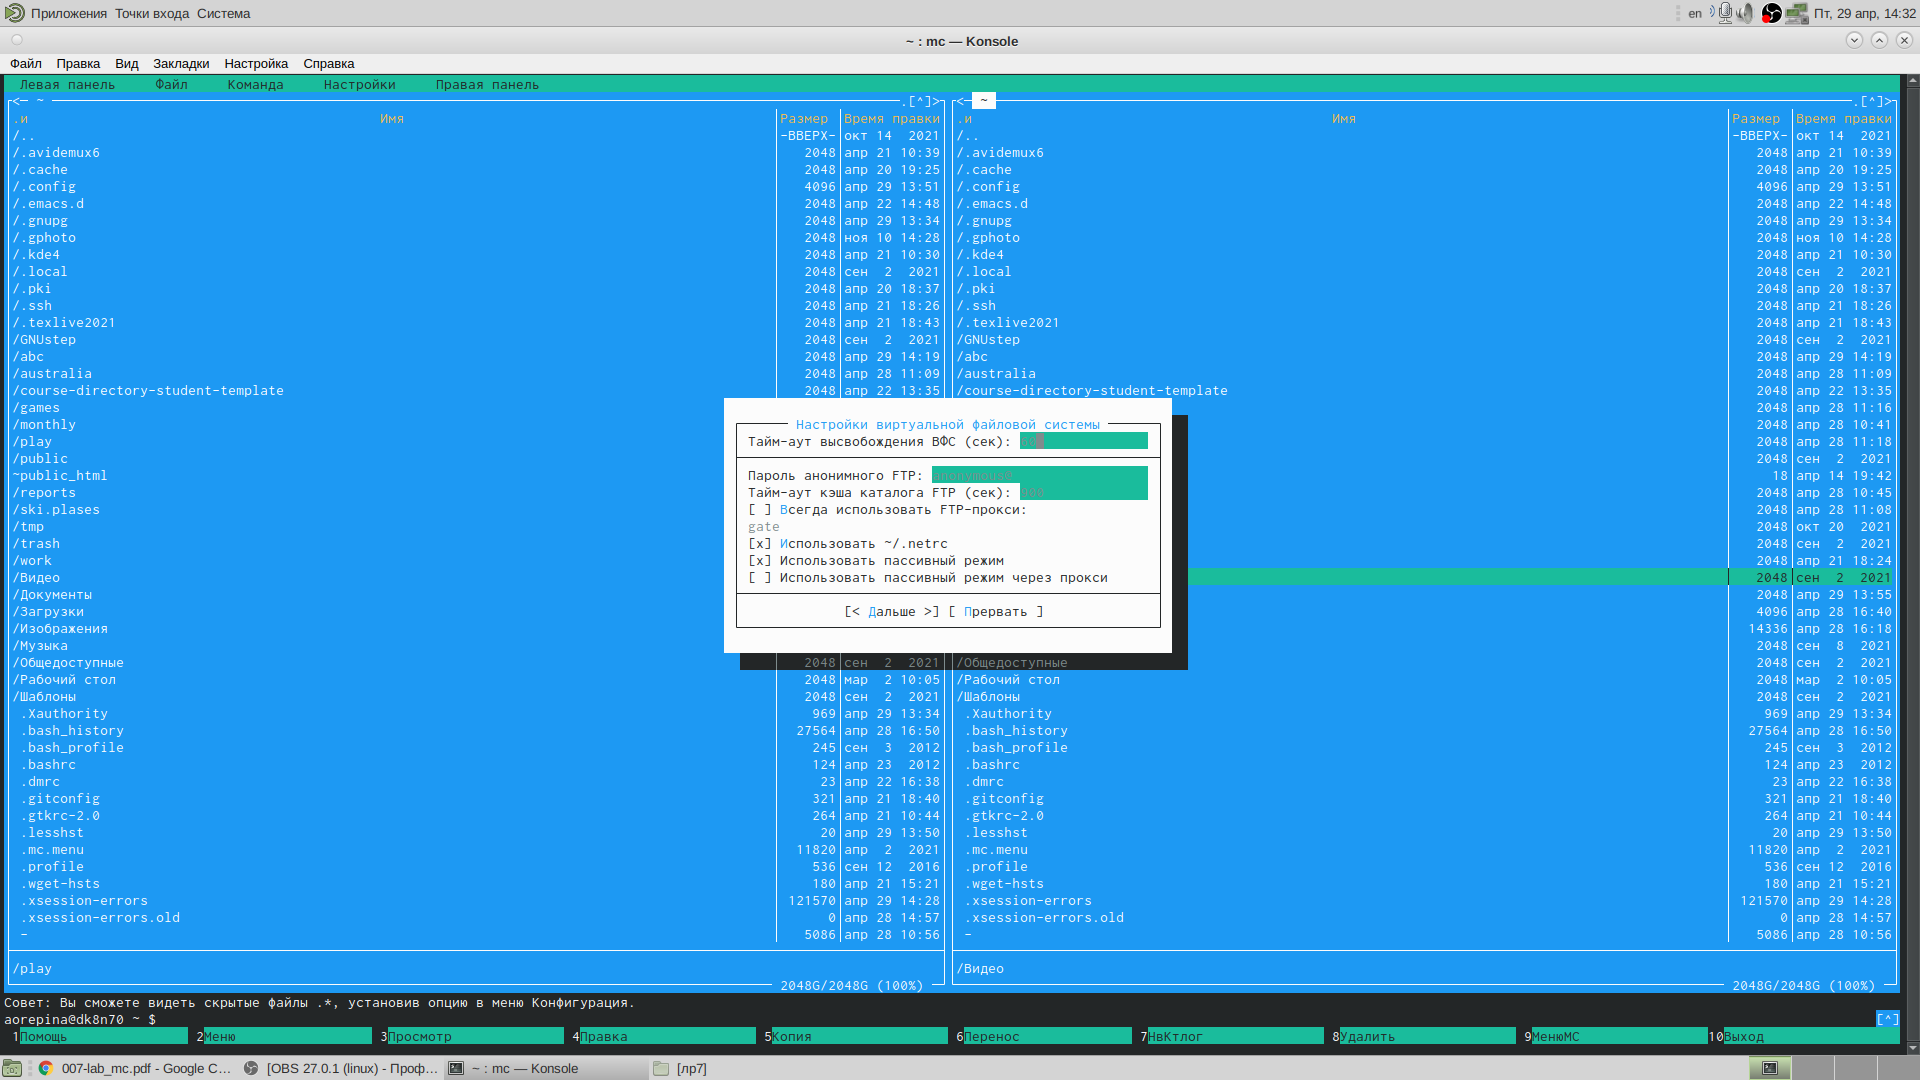 Приложения Точки входа Система
en Пт, 29 апр, 14:32
~ : mc — Konsole
Файл Правка Вид Закладки Настройка Справка
Левая панель Файл Команда Настройки Правая панель
<─ ~ .[^]>
.и Имя Размер Время правки
/.. -ВВЕРХ- окт 14 2021
/.avidemux6 2048 апр 21 10:39
/.cache 2048 апр 20 19:25
/.config 4096 апр 29 13:51
/.emacs.d 2048 апр 22 14:48
/.gnupg 2048 апр 29 13:34
/.gphoto 2048 ноя 10 14:28
/.kde4 2048 апр 21 10:30
/.local 2048 сен 2 2021
/.pki 2048 апр 20 18:37
/.ssh 2048 апр 21 18:26
/.texlive2021 2048 апр 21 18:43
/GNUstep 2048 сен 2 2021
/abc 2048 апр 29 14:19
/australia 2048 апр 28 11:09
/course-directory-student-template 2048 апр 22 13:35
/games
/monthly
/play
/public
~public_html
/reports
/ski.plases
/tmp
/trash
/work
/Видео
/Документы
/Загрузки
/Изображения
/Музыка
/Общедоступные 2048 сен 2 2021
/Рабочий стол 2048 мар 2 10:05
/Шаблоны 2048 сен 2 2021
.Xauthority 969 апр 29 13:34
.bash_history 27564 апр 28 16:50
.bash_profile 245 сен 3 2012
.bashrc 124 апр 23 2012
.dmrc 23 апр 22 16:38
.gitconfig 321 апр 21 18:40
.gtkrc-2.0 264 апр 21 10:44
.lesshst 20 апр 29 13:50
.mc.menu 11820 апр 2 2021
.profile 536 сен 12 2016
.wget-hsts 180 апр 21 15:21
.xsession-errors 121570 апр 29 14:28
.xsession-errors.old 0 апр 28 14:57
- 5086 апр 28 10:56
/play
2048G/2048G (100%)
<─ ~ .[^]>
.и Имя Размер Время правки
/.. -ВВЕРХ- окт 14 2021
/.avidemux6 2048 апр 21 10:39
/.cache 2048 апр 20 19:25
/.config 4096 апр 29 13:51
/.emacs.d 2048 апр 22 14:48
/.gnupg 2048 апр 29 13:34
/.gphoto 2048 ноя 10 14:28
/.kde4 2048 апр 21 10:30
/.local 2048 сен 2 2021
/.pki 2048 апр 20 18:37
/.ssh 2048 апр 21 18:26
/.texlive2021 2048 апр 21 18:43
/GNUstep 2048 сен 2 2021
/abc 2048 апр 29 14:19
/australia 2048 апр 28 11:09
/course-directory-student-template 2048 апр 22 13:35
2048 апр 28 11:16
2048 апр 28 10:41
2048 апр 28 11:18
2048 сен 2 2021
18 апр 14 19:42
2048 апр 28 10:45
2048 апр 28 11:08
2048 окт 20 2021
2048 сен 2 2021
2048 апр 21 18:24
2048 сен 2 2021
2048 апр 29 13:55
4096 апр 28 16:40
14336 апр 28 16:18
2048 сен 8 2021
/Общедоступные 2048 сен 2 2021
/Рабочий стол 2048 мар 2 10:05
/Шаблоны 2048 сен 2 2021
.Xauthority 969 апр 29 13:34
.bash_history 27564 апр 28 16:50
.bash_profile 245 сен 3 2012
.bashrc 124 апр 23 2012
.dmrc 23 апр 22 16:38
.gitconfig 321 апр 21 18:40
.gtkrc-2.0 264 апр 21 10:44
.lesshst 20 апр 29 13:50
.mc.menu 11820 апр 2 2021
.profile 536 сен 12 2016
.wget-hsts 180 апр 21 15:21
.xsession-errors 121570 апр 29 14:28
.xsession-errors.old 0 апр 28 14:57
- 5086 апр 28 10:56
/Видео
2048G/2048G (100%)
Настройки виртуальной файловой системы
Тайм-аут высвобождения ВФС (сек):
Пароль анонимного FTP:
Тайм-аут кэша каталога FTP (сек):
[ ] Всегда использовать FTP-прокси:
gate
[x] Использовать ~/.netrc
[x] Использовать пассивный режим
[ ] Использовать пассивный режим через прокси
[< Дальше >] [ Прервать ]
Совет: Вы сможете видеть скрытые файлы .*, установив опцию в меню Конфигурация.
aorepina@dk8n70 ~ $ [^]
1Помощь 2Меню 3Просмотр 4Правка 5Копия 6Перенос 7НвКтлог 8Удалить 9МенюМС 10Выход
007-lab_mc.pdf - Google C... [OBS 27.0.1 (linux) - Проф... ~ : mc — Konsole [лр7]